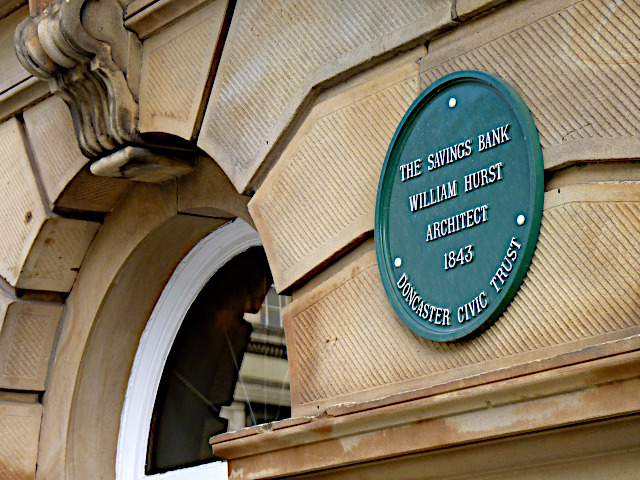 THE SAVINGS BANK
WILLIAM HURST
ARCHITECT
1843
DONCASTER CIVIC TRUST